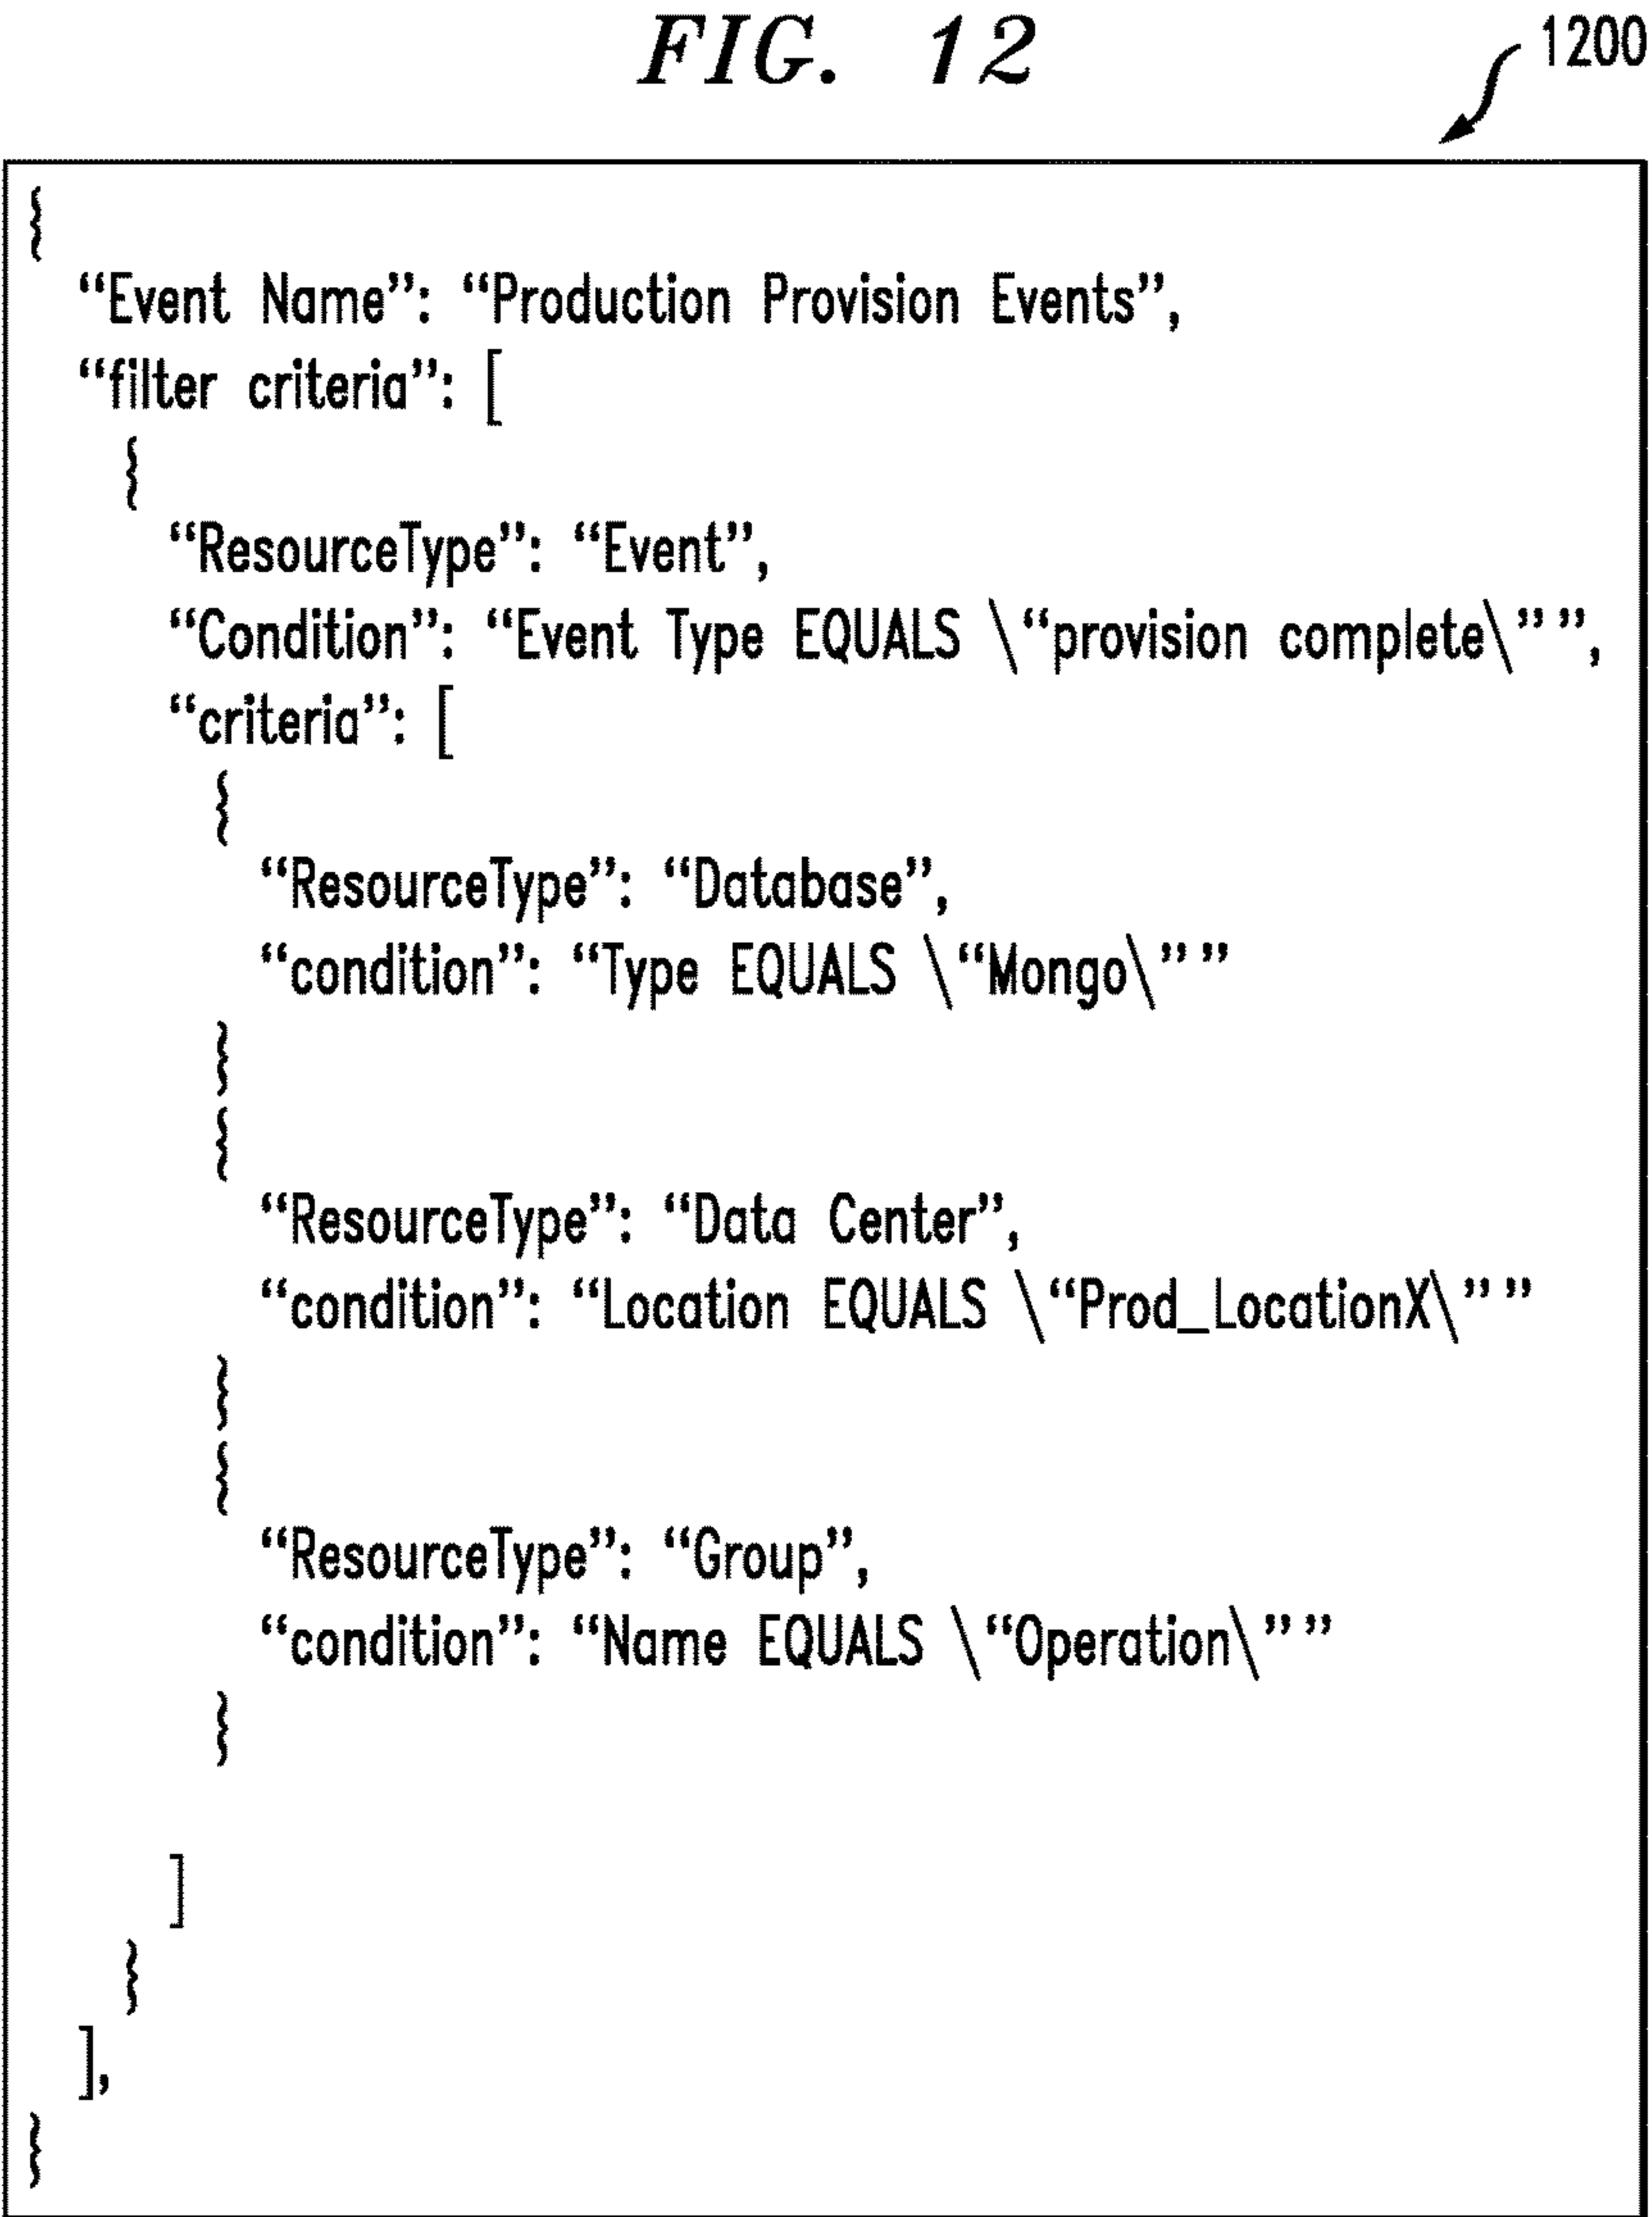 FIG. 12
1200
{
“Event Name”: “Production Provision Events”,
“filter criteria”: [
{
“ResourceType”: “Event”,
“Condition”: “Event Type EQUALS \“provision complete\””,
“criteria”: [
{
“ResourceType”: “Database”,
“condition”: “Type EQUALS \“Mongo\””
}
{
“ResourceType”: “Data Center”,
“condition”: “Location EQUALS \“Prod_LocationX\””
}
{
“ResourceType”: “Group”,
“condition”: “Name EQUALS \“Operation\””
}
]
}
],
}